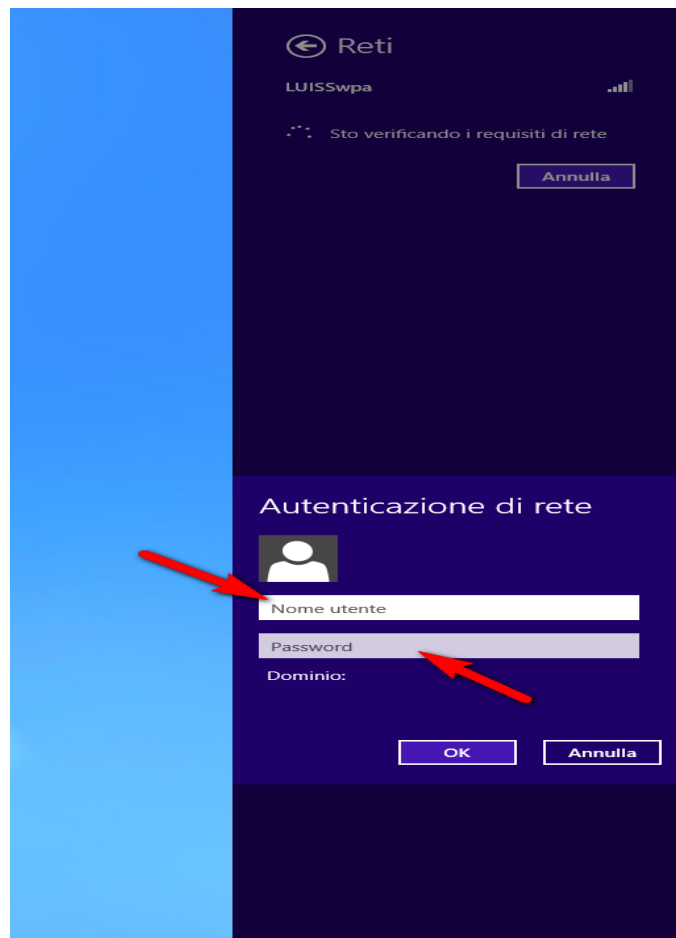 Reti
LUISSwpa
Sto verificando i requisiti di rete
Annulla
Autenticazione di rete
Nome utente
Password
Dominio:
OK Annulla